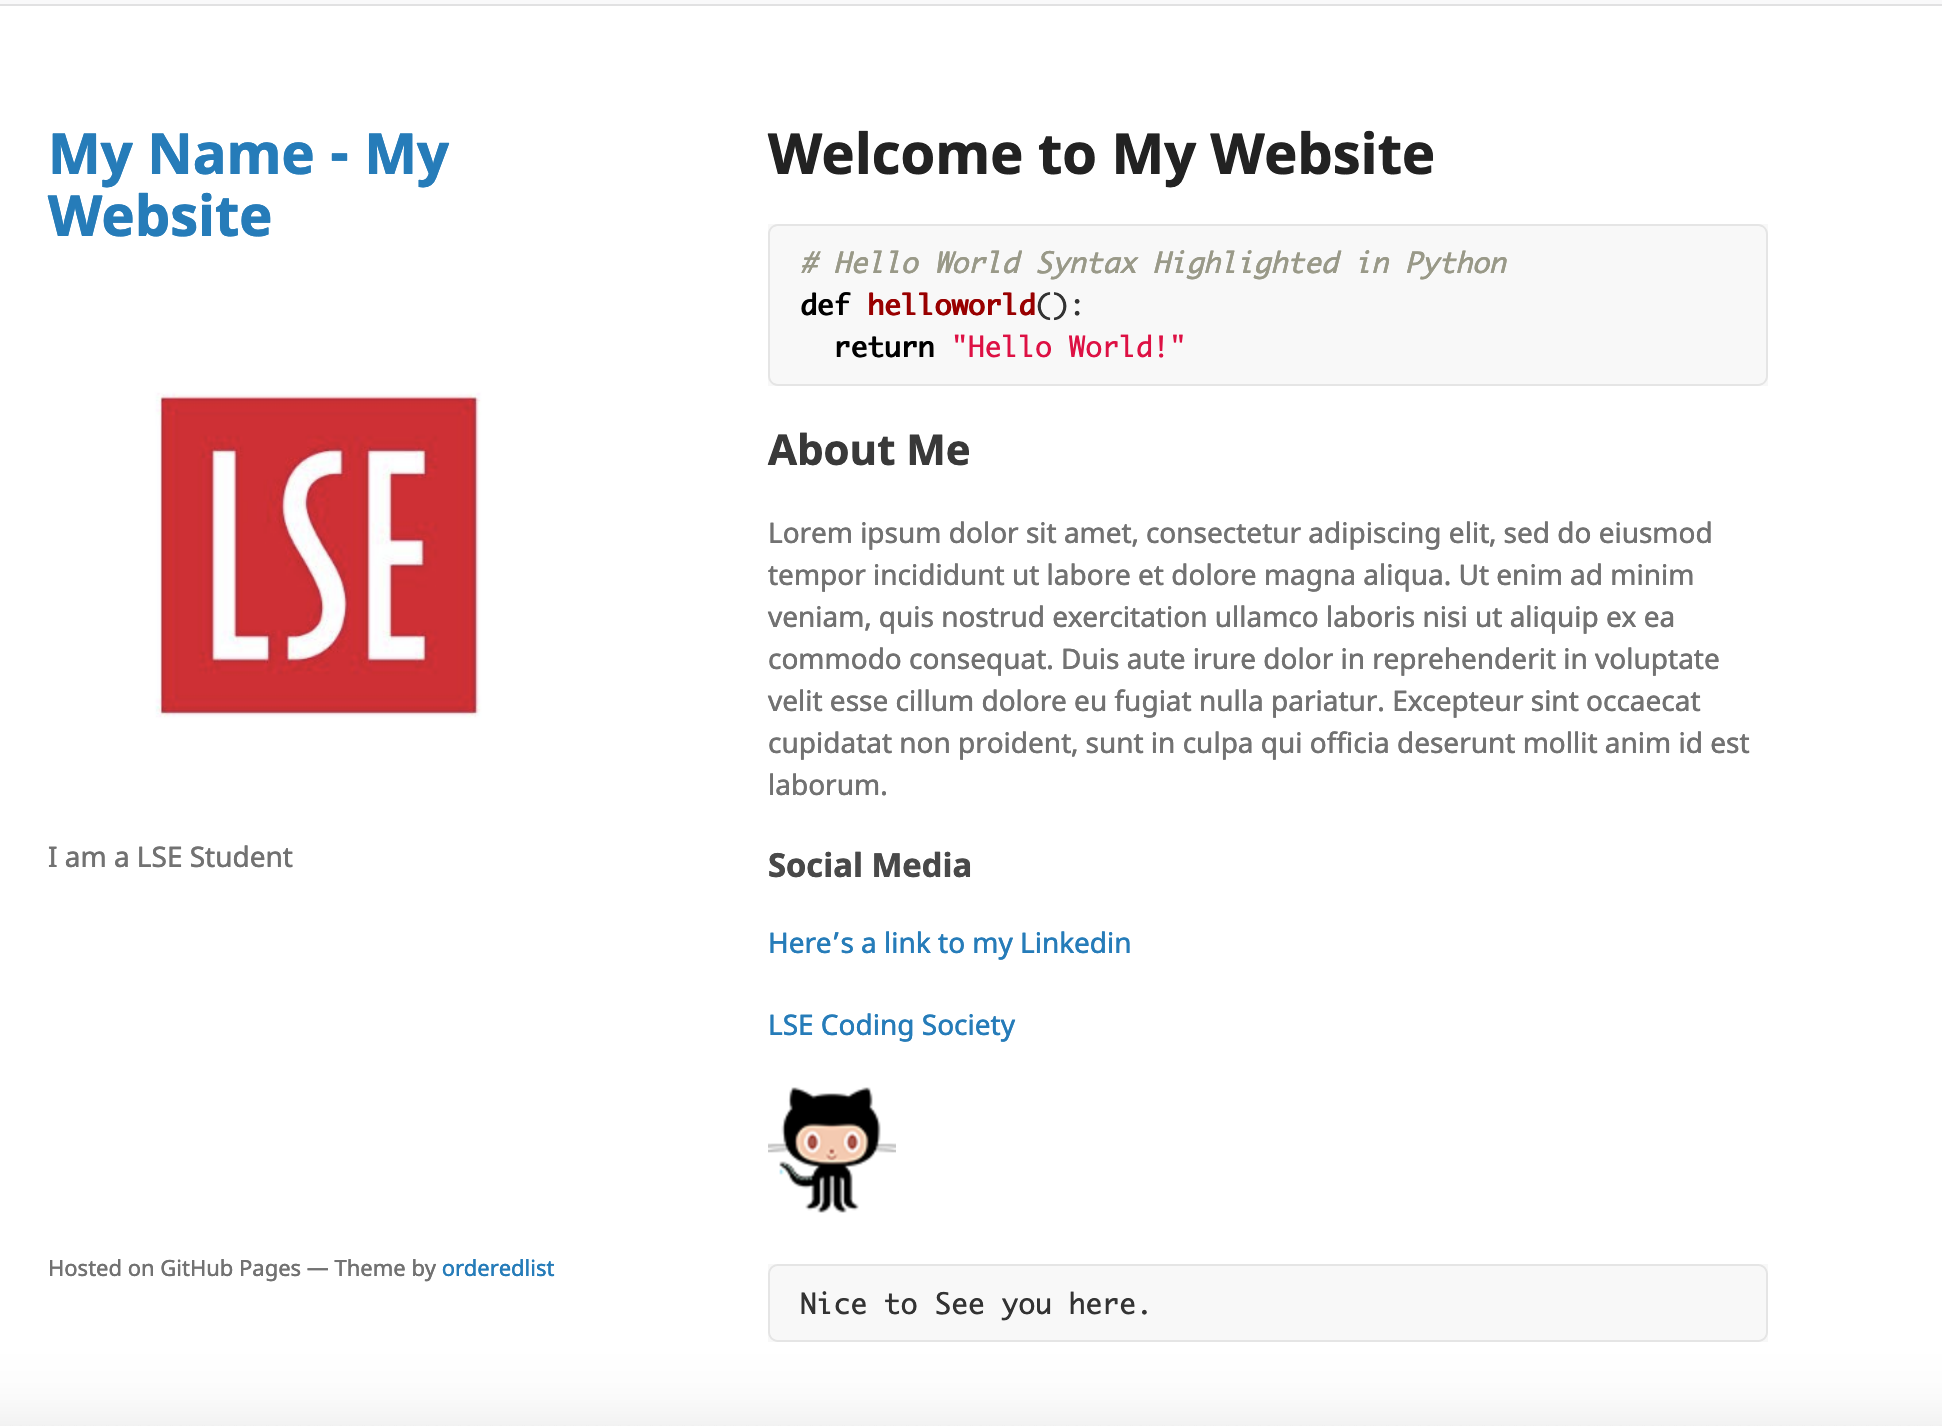 My Name - My
Website
LSE
I am a LSE Student
Hosted on GitHub Pages — Theme by orderedlist
Welcome to My Website
# Hello World Syntax Highlighted in Python
def helloworld():
  return "Hello World!"
About Me
Lorem ipsum dolor sit amet, consectetur adipiscing elit, sed do eiusmod
tempor incididunt ut labore et dolore magna aliqua. Ut enim ad minim
veniam, quis nostrud exercitation ullamco laboris nisi ut aliquip ex ea
commodo consequat. Duis aute irure dolor in reprehenderit in voluptate
velit esse cillum dolore eu fugiat nulla pariatur. Excepteur sint occaecat
cupidatat non proident, sunt in culpa qui officia deserunt mollit anim id est
laborum.
Social Media
Here’s a link to my Linkedin
LSE Coding Society
Nice to See you here.